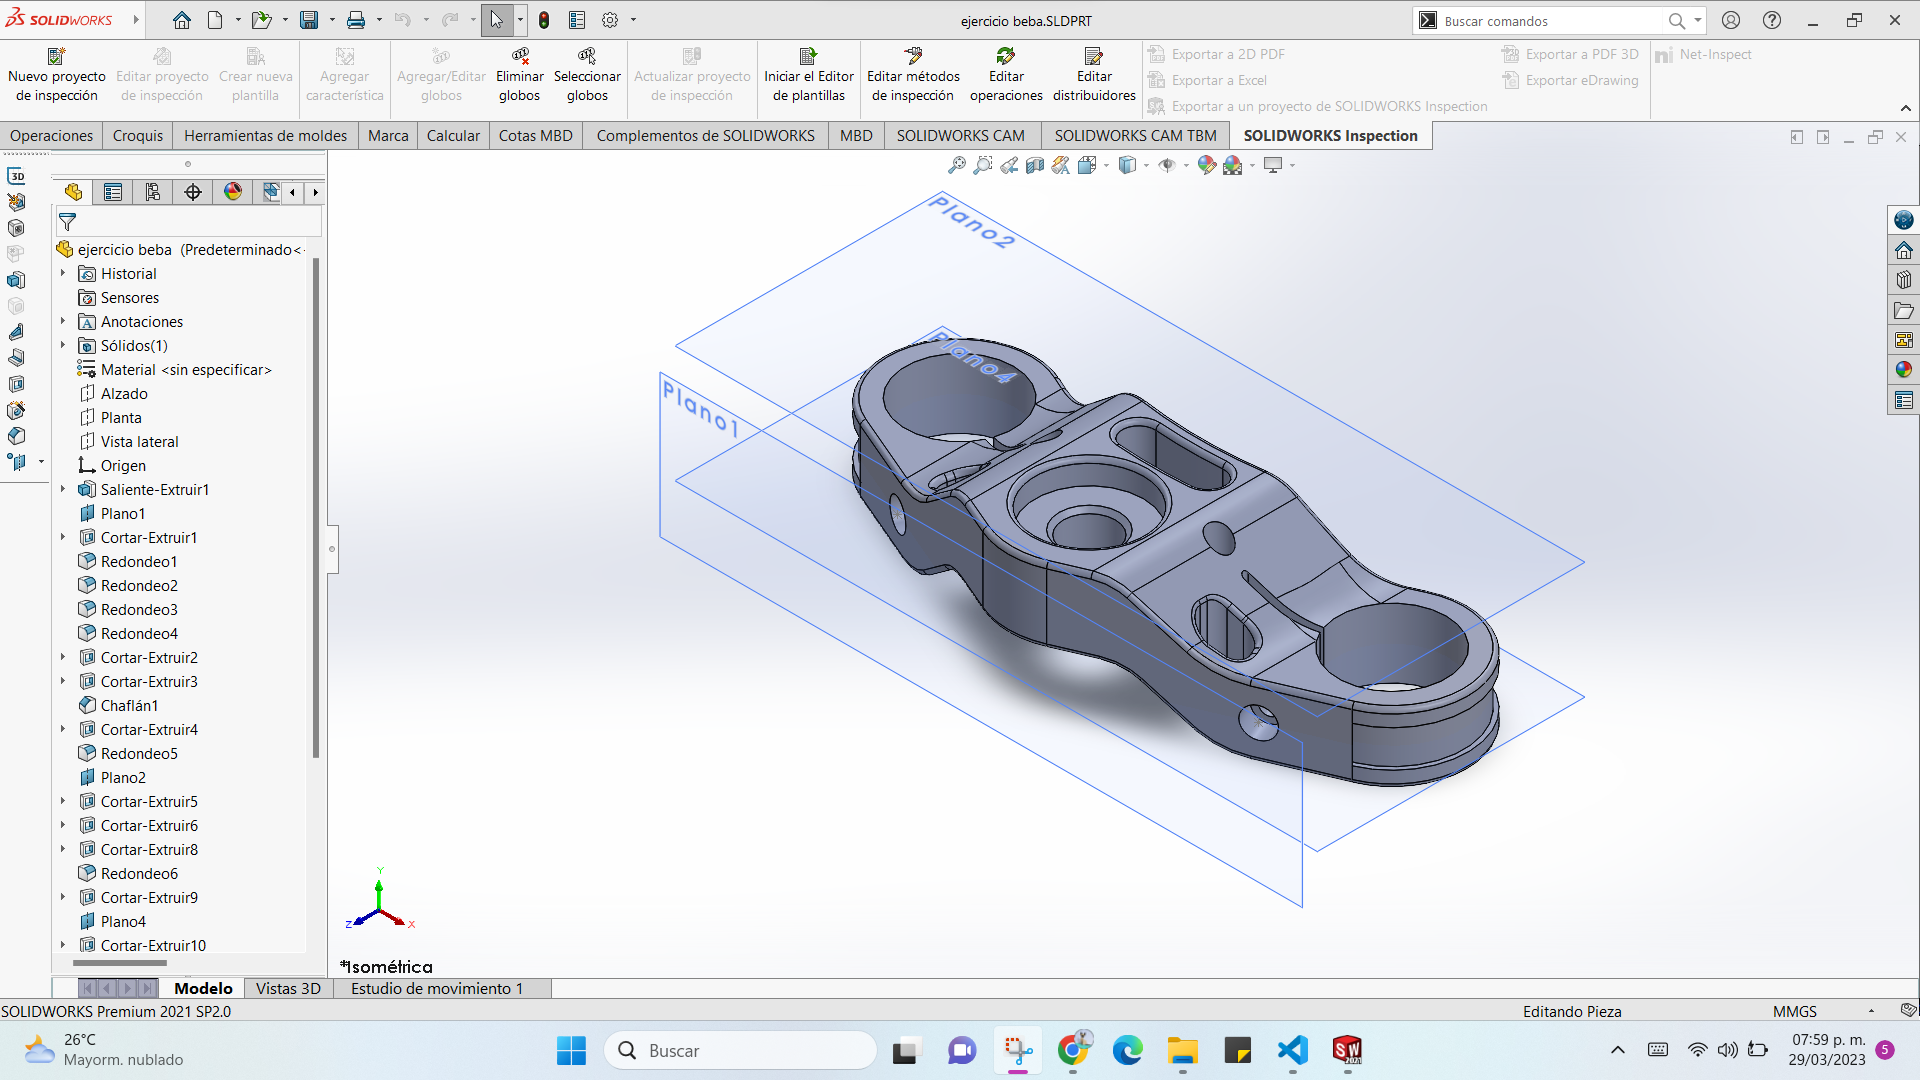 SOLIDWORKS
ejercicio beba.SLDPRT
Buscar comandos
Nuevo proyecto de inspección
Editar proyecto de inspección
Crear nueva plantilla
Agregar característica
Agregar/Editar globos
Eliminar globos
Seleccionar globos
Actualizar proyecto de inspección
Iniciar el Editor de plantillas
Editar métodos de inspección
Editar operaciones
Editar distribuidores
Exportar a 2D PDF
Exportar a Excel
Exportar a un proyecto de SOLIDWORKS Inspection
Exportar a PDF 3D
Exportar eDrawing
Net-Inspect
Operaciones
Croquis
Herramientas de moldes
Marca
Calcular
Cotas MBD
Complementos de SOLIDWORKS
MBD
SOLIDWORKS CAM
SOLIDWORKS CAM TBM
SOLIDWORKS Inspection
ejercicio beba (Predeterminado<
Historial
Sensores
Anotaciones
Sólidos(1)
Material <sin especificar>
Alzado
Planta
Vista lateral
Origen
Saliente-Extruir1
Plano1
Cortar-Extruir1
Redondeo1
Redondeo2
Redondeo3
Redondeo4
Cortar-Extruir2
Cortar-Extruir3
Chaflán1
Cortar-Extruir4
Redondeo5
Plano2
Cortar-Extruir5
Cortar-Extruir6
Cortar-Extruir8
Redondeo6
Cortar-Extruir9
Plano4
Cortar-Extruir10
Plano2
Plano4
Plano1
Y
Z
X
*Isométrica
Modelo
Vistas 3D
Estudio de movimiento 1
SOLIDWORKS Premium 2021 SP2.0
Editando Pieza
MMGS
26°C
Mayorm. nublado
Buscar
07:59 p. m.
29/03/2023
5